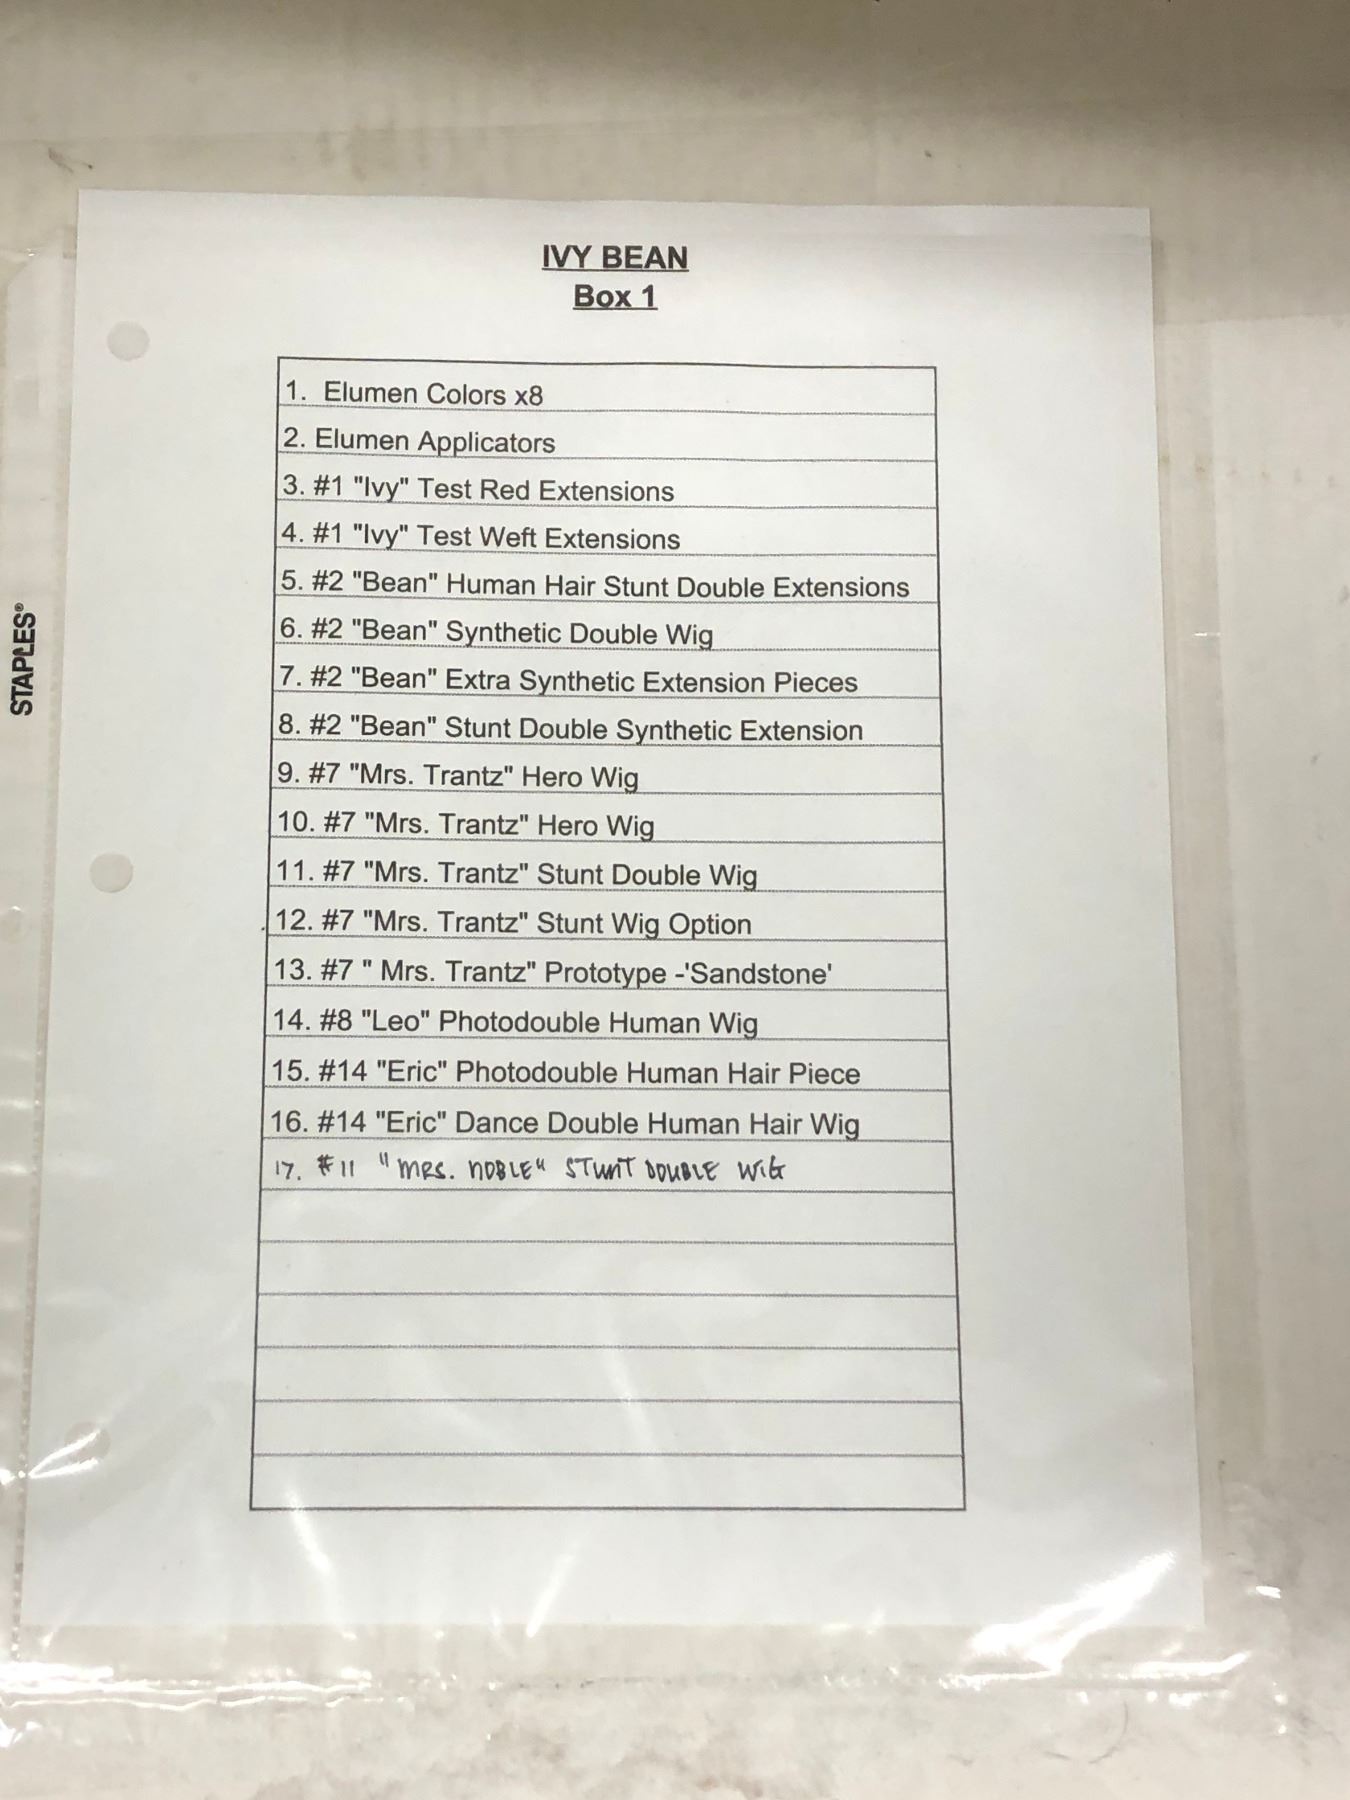 IVY BEAN
Box 1
1. Elumen Colors x8
2. Elumen Applicators
3. #1 "Ivy" Test Red Extensions
4. #1 "Ivy" Test Weft Extensions
5. #2 "Bean" Human Hair Stunt Double Extensions
6. #2 "Bean" Synthetic Double Wig
7. #2 "Bean" Extra Synthetic Extension Pieces
8. #2 "Bean" Stunt Double Synthetic Extension
9. #7 "Mrs. Trantz" Hero Wig
10. #7 "Mrs. Trantz" Hero Wig
11. #7 "Mrs. Trantz" Stunt Double Wig
12. #7 "Mrs. Trantz" Stunt Wig Option
13. #7 " Mrs. Trantz" Prototype -'Sandstone'
14. #8 "Leo" Photodouble Human Wig
15. #14 "Eric" Photodouble Human Hair Piece
16. #14 "Eric" Dance Double Human Hair Wig
17. #11 "MRS. NOBLE" STUNT DOUBLE WIG
STAPLES®